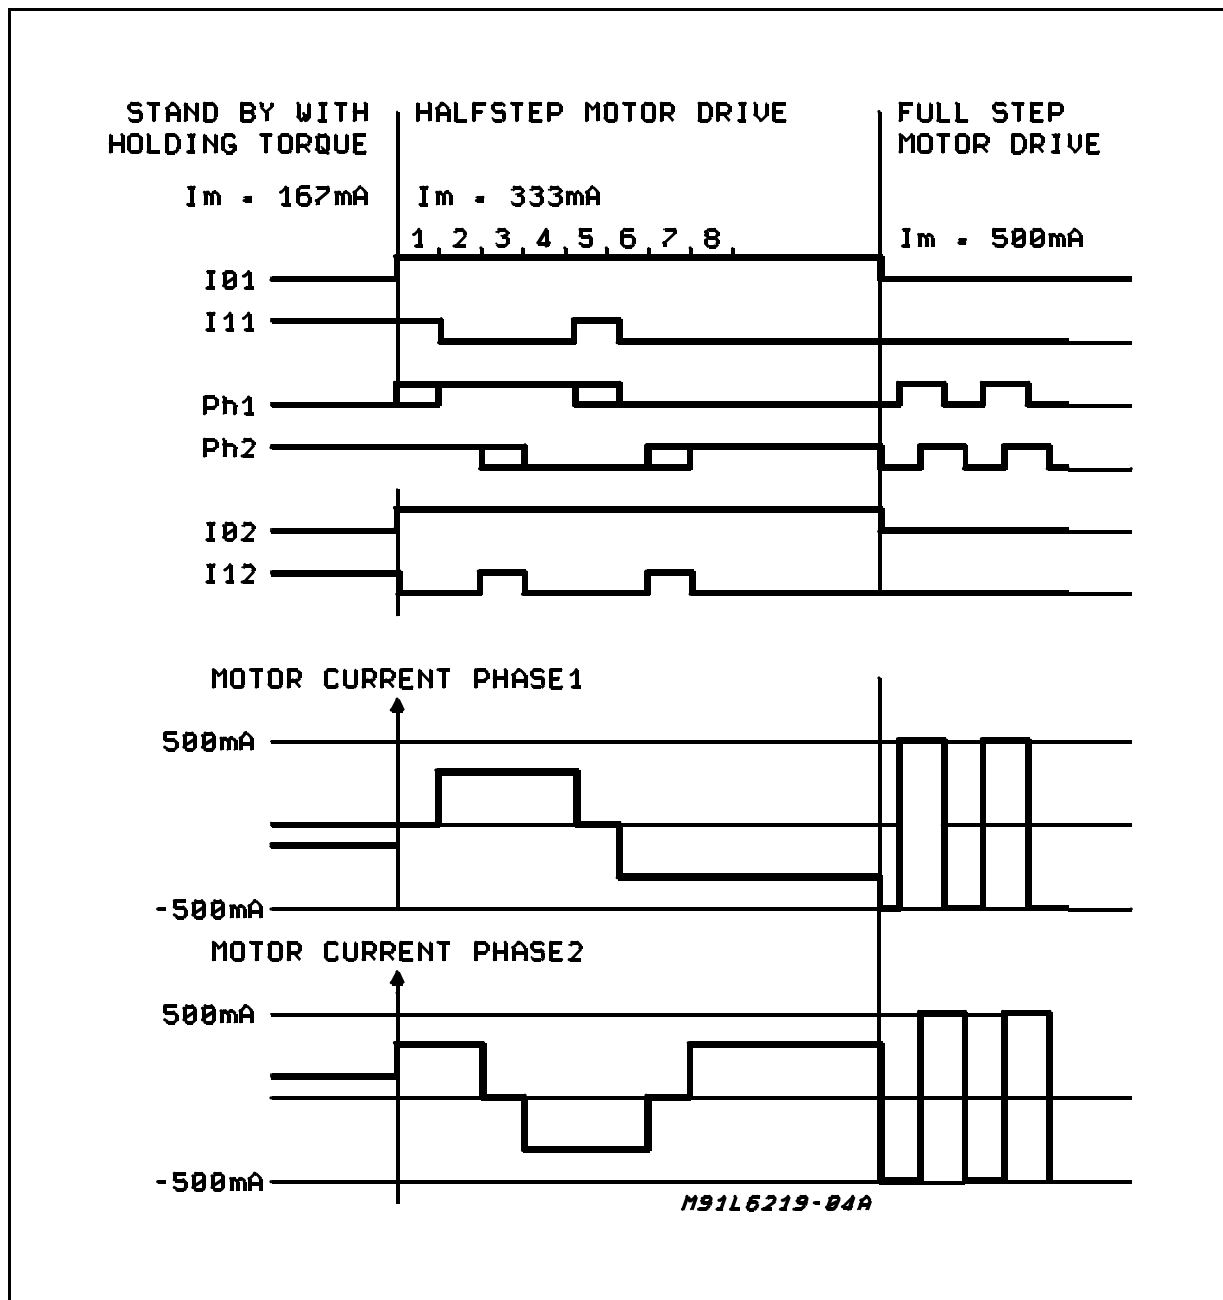 STAND BY WITH
HOLDING TORQUE
HALFSTEP MOTOR DRIVE
FULL STEP
MOTOR DRIVE
Im = 167mA
Im = 333mA
Im = 500mA
1 2 3 4 5 6 7 8
I01
I11
Ph1
Ph2
I02
I12
MOTOR CURRENT PHASE1
500mA
-500mA
MOTOR CURRENT PHASE2
500mA
-500mA
M91L6219-04A